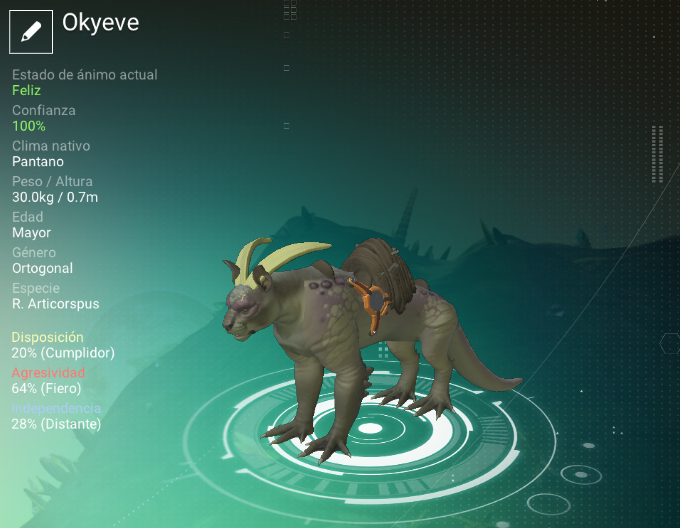 Okyeve
Estado de ánimo actual
Feliz
Confianza
100%
Clima nativo
Pantano
Peso / Altura
30.0kg / 0.7m
Edad
Mayor
Género
Ortogonal
Especie
R. Articorspus
Disposición
20% (Cumplidor)
Agresividad
64% (Fiero)
Independencia
28% (Distante)